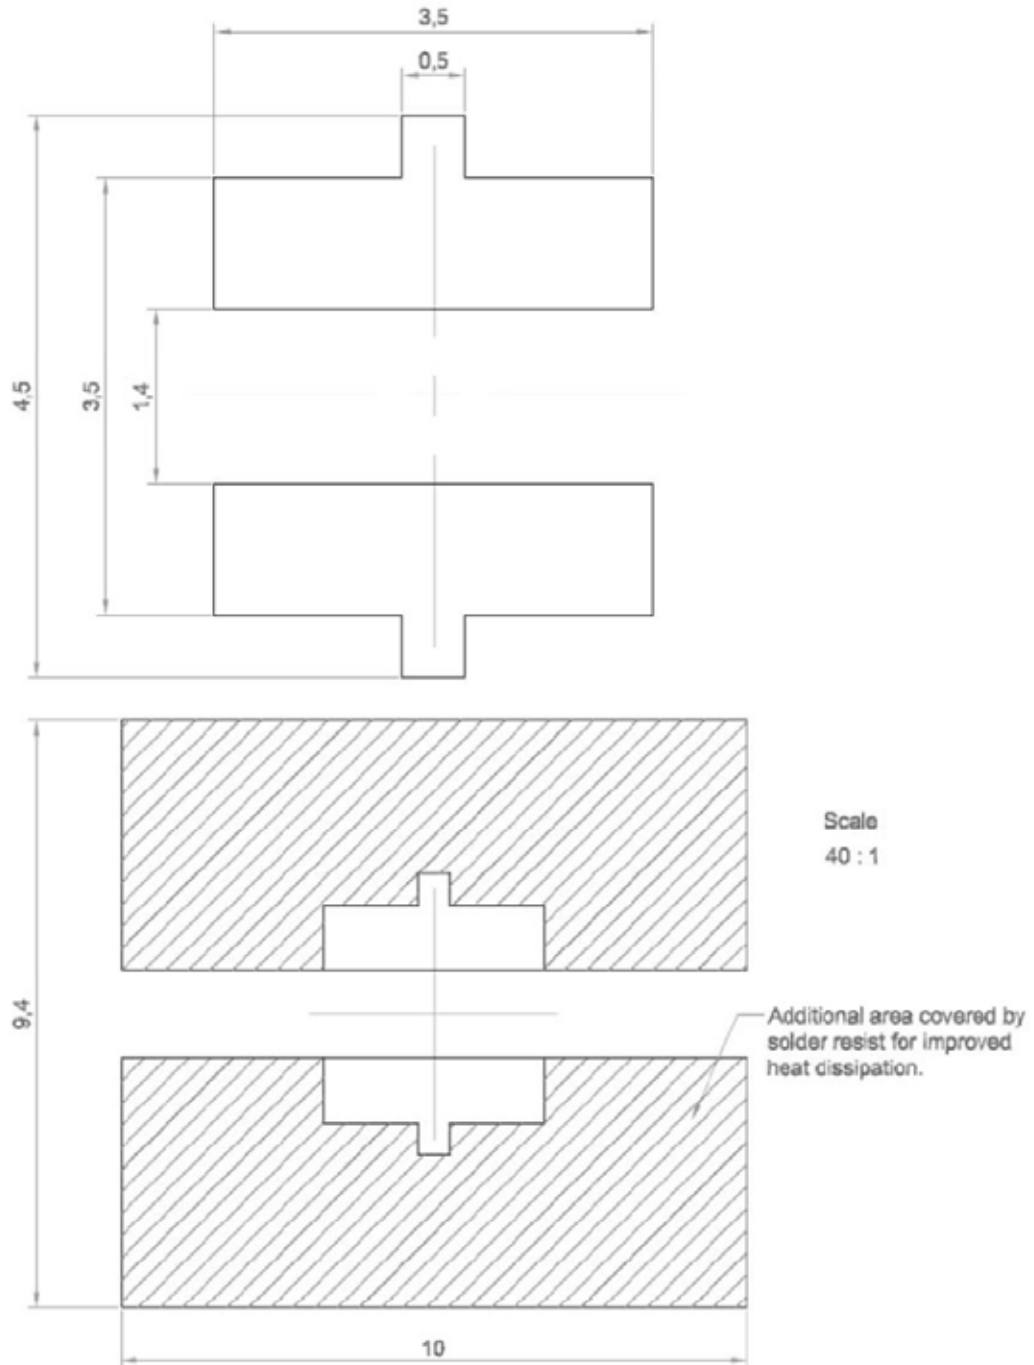 3,5
0,5
4,5
3,5
1,4
Scale
40 : 1
9,4
Additional area covered by
solder resist for improved
heat dissipation.
10